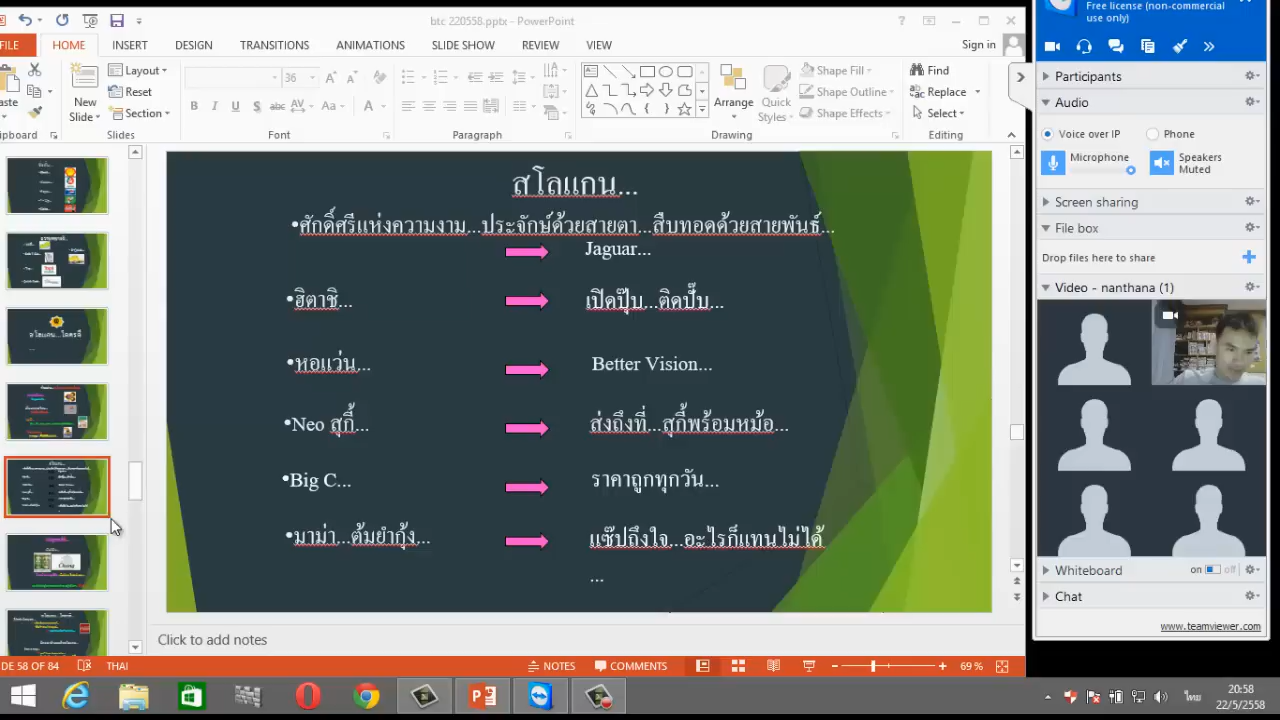 btc 220558.pptx - PowerPoint
Free license (non-commercial
use only)
FILE HOME INSERT DESIGN TRANSITIONS ANIMATIONS SLIDE SHOW REVIEW VIEW Sign in
Layout
Reset
Section
New
Slide
36
Arrange
Quick
Styles
Shape Fill
Shape Outline
Shape Effects
Find
Replace
Select
Slides Font Paragraph Drawing Editing
สโลแกน...
•ศักดิ์ศรีแห่งความงาม...ประจักษ์ด้วยสายตา...สืบทอดด้วยสายพันธ์...
Jaguar...
•ฮิตาชิ... เปิดปุ๊บ...ติดปั๊บ...
•หอแว่น... Better Vision...
•Neo สุกี้... ส่งถึงที่...สุกี้พร้อมหม้อ...
•Big C... ราคาถูกทุกวัน...
•มาม่า...ต้มยำกุ้ง... แซ๊ปถึงใจ...อะไรก็แทนไม่ได้
...
Click to add notes
DE 58 OF 84 THAI NOTES COMMENTS 69 %
Participants
Audio
Voice over IP Phone
Microphone
Speakers
Muted
Screen sharing
File box
Drop files here to share
Video - nanthana (1)
Whiteboard on off
Chat
www.teamviewer.com
ไทย
20:58
22/5/2558